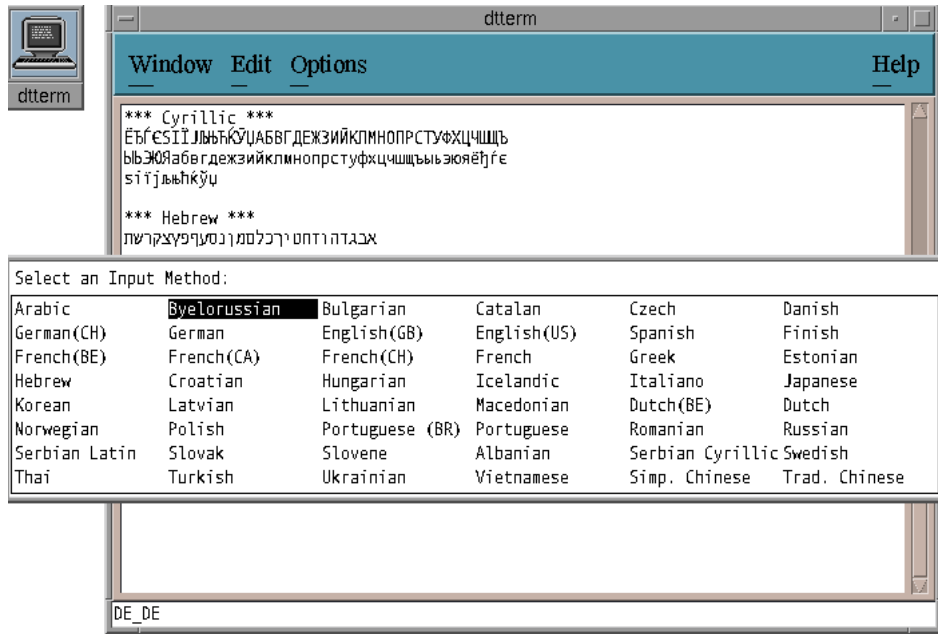 dtterm
dtterm
Window Edit Options Help
*** Cyrillic ***
ЁЂЃЄЅІЇЈЉЊЋЌЎЏАБВГДЕЖЗИЙКЛМНОПРСТУФХЦЧШЩЪ
ЫЬЭЮЯабвгдежзийклмнопрстуфхцчшщъыьэюяёђѓє
ѕіїјљњћќўџ
*** Hebrew ***
אבגדהוזחטיךכלםמןנסעףפץצקרשת
Select an Input Method:
Arabic Byelorussian Bulgarian Catalan Czech Danish
German(CH) German English(GB) English(US) Spanish Finish
French(BE) French(CA) French(CH) French Greek Estonian
Hebrew Croatian Hungarian Icelandic Italiano Japanese
Korean Latvian Lithuanian Macedonian Dutch(BE) Dutch
Norwegian Polish Portuguese (BR) Portuguese Romanian Russian
Serbian Latin Slovak Slovene Albanian Serbian Cyrillic Swedish
Thai Turkish Ukrainian Vietnamese Simp. Chinese Trad. Chinese
DE_DE